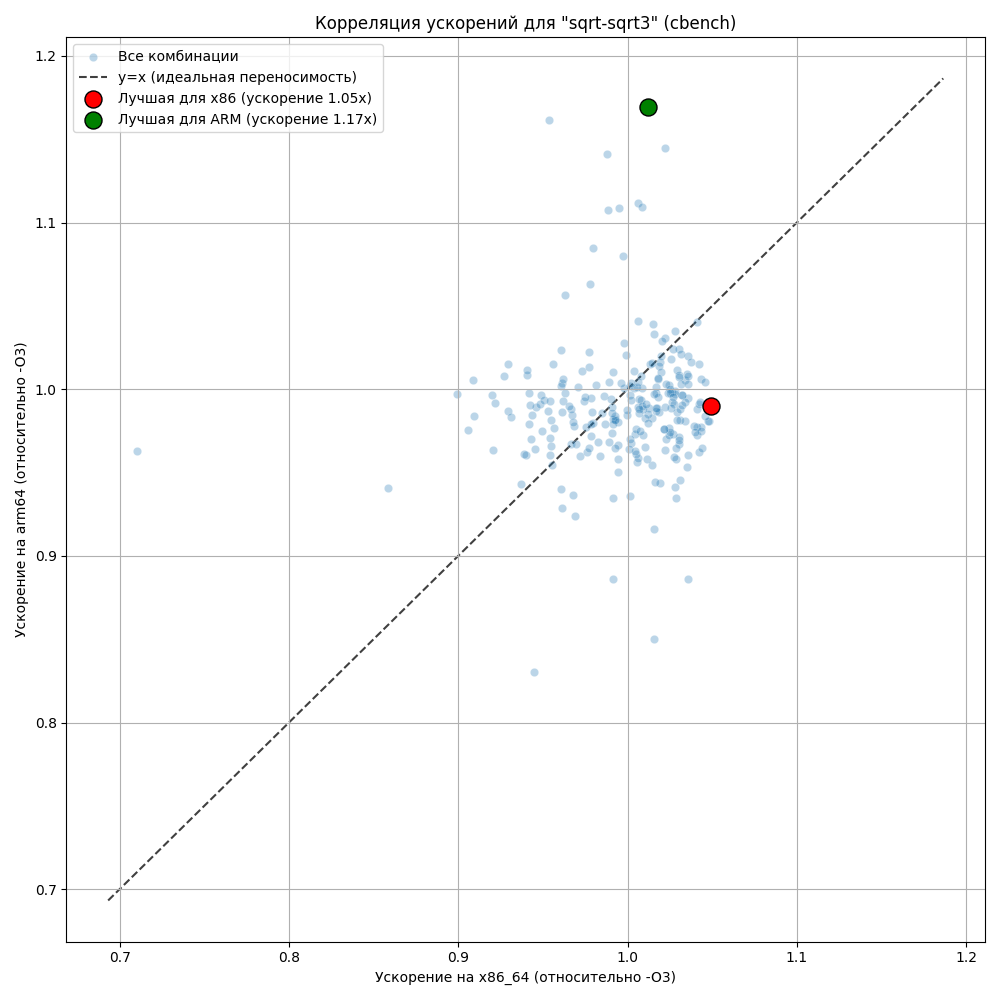 Корреляция ускорений для "sqrt-sqrt3" (cbench)
Все комбинации
y=x (идеальная переносимость)
Лучшая для x86 (ускорение 1.05x)
Лучшая для ARM (ускорение 1.17x)
Ускорение на arm64 (относительно -O3)
1.2
1.1
1.0
0.9
0.8
0.7
0.7
0.8
0.9
1.0
1.1
1.2
Ускорение на x86_64 (относительно -O3)